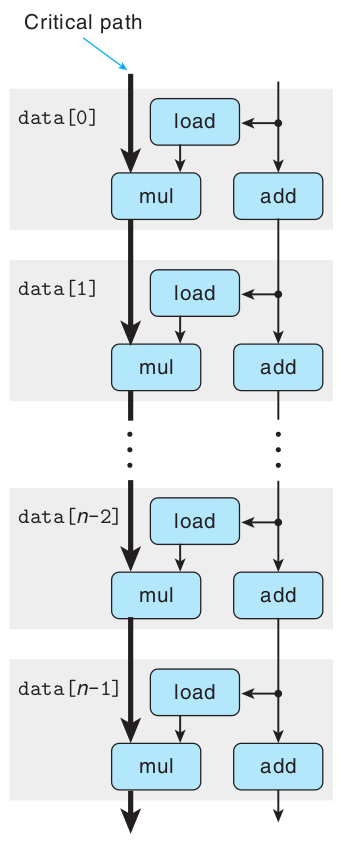 Critical path
load
data[0]
mul add
load
data[1]
mul add
load
data[n-2]
mul add
load
data[n-1]
mul add